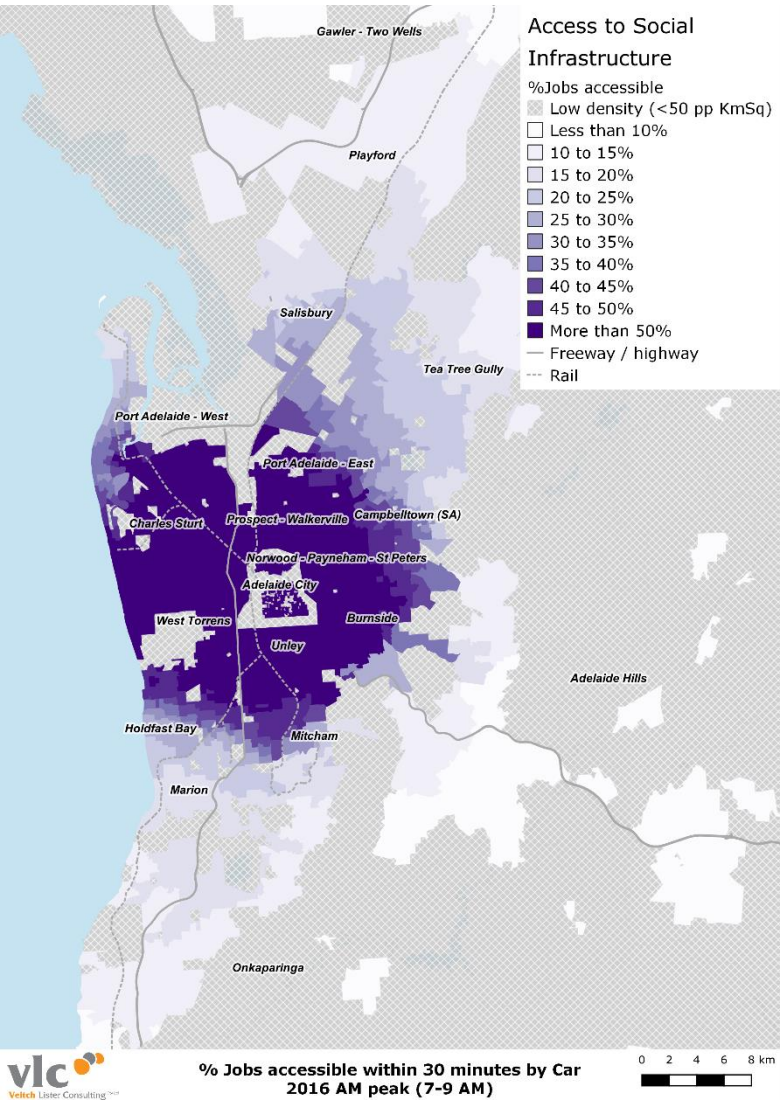 Access to Social
Infrastructure
%Jobs accessible
Low density (<50 pp KmSq)
Less than 10%
10 to 15%
15 to 20%
20 to 25%
25 to 30%
30 to 35%
35 to 40%
40 to 45%
45 to 50%
More than 50%
Freeway / highway
Rail
Gawler - Two Wells
Playford
Salisbury
Tea Tree Gully
Port Adelaide - West
Port Adelaide - East
Charles Sturt
Prospect - Walkerville
Campbelltown (SA)
Norwood - Payneham - St Peters
Adelaide City
West Torrens
Burnside
Unley
Adelaide Hills
Holdfast Bay
Mitcham
Marion
Onkaparinga
vlc
Veitch Lister Consulting
% Jobs accessible within 30 minutes by Car
2016 AM peak (7-9 AM)
0 2 4 6 8 km